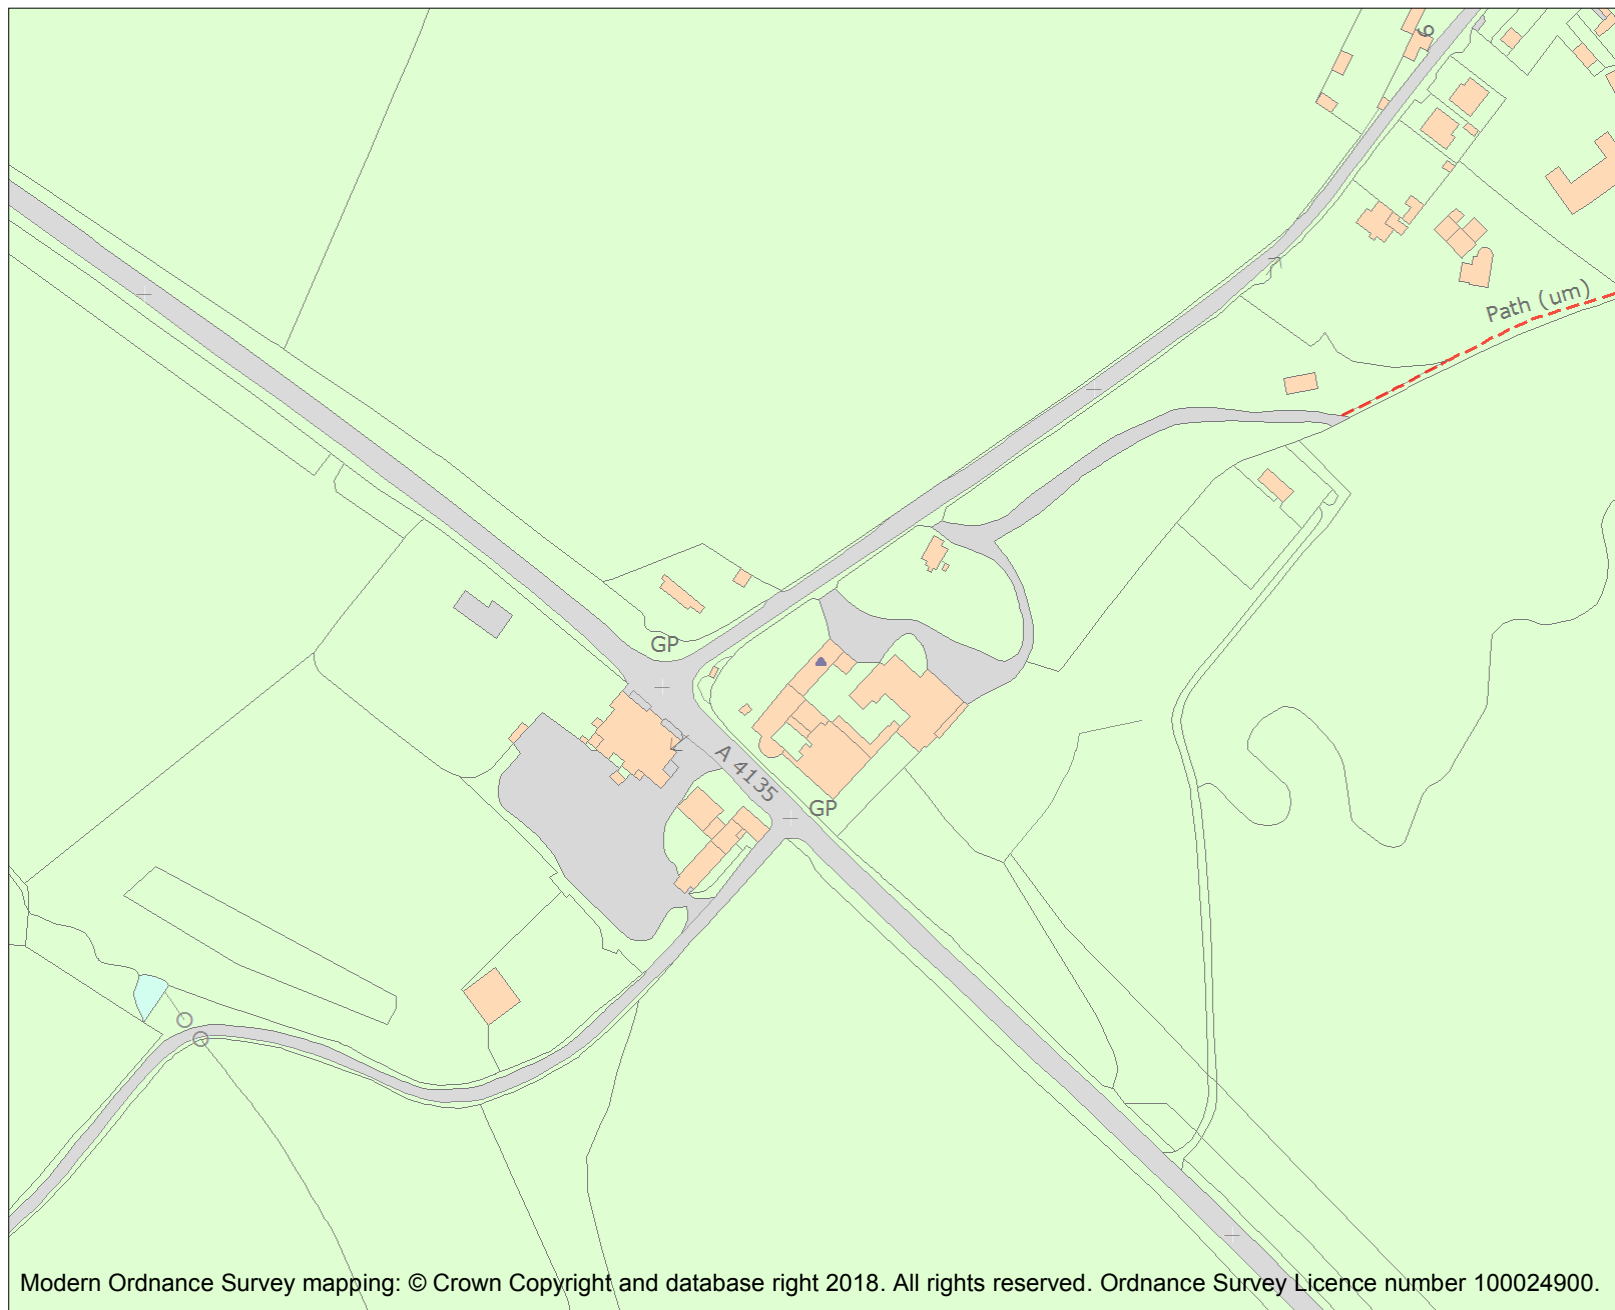 6
Path (um)
GP
A 4135
GP
Modern Ordnance Survey mapping: © Crown Copyright and database right 2018. All rights reserved. Ordnance Survey Licence number 100024900.